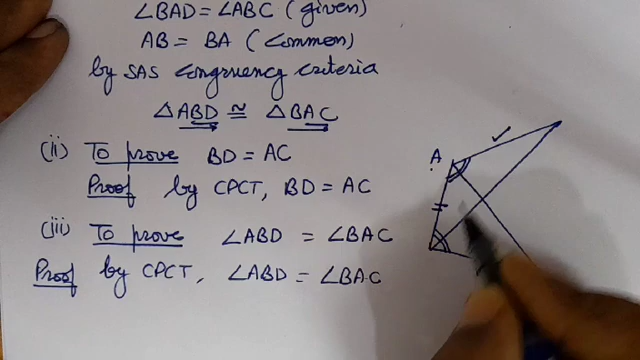 ∠BAD = ∠ABC (given)
AB = BA (Common)
by SAS Congruency Criteria
△ABD ≅ △BAC
(ii) To prove BD = AC
Proof by CPCT, BD = AC
(iii) To prove ∠ABD = ∠BAC
Proof by CPCT, ∠ABD = ∠BAC
A